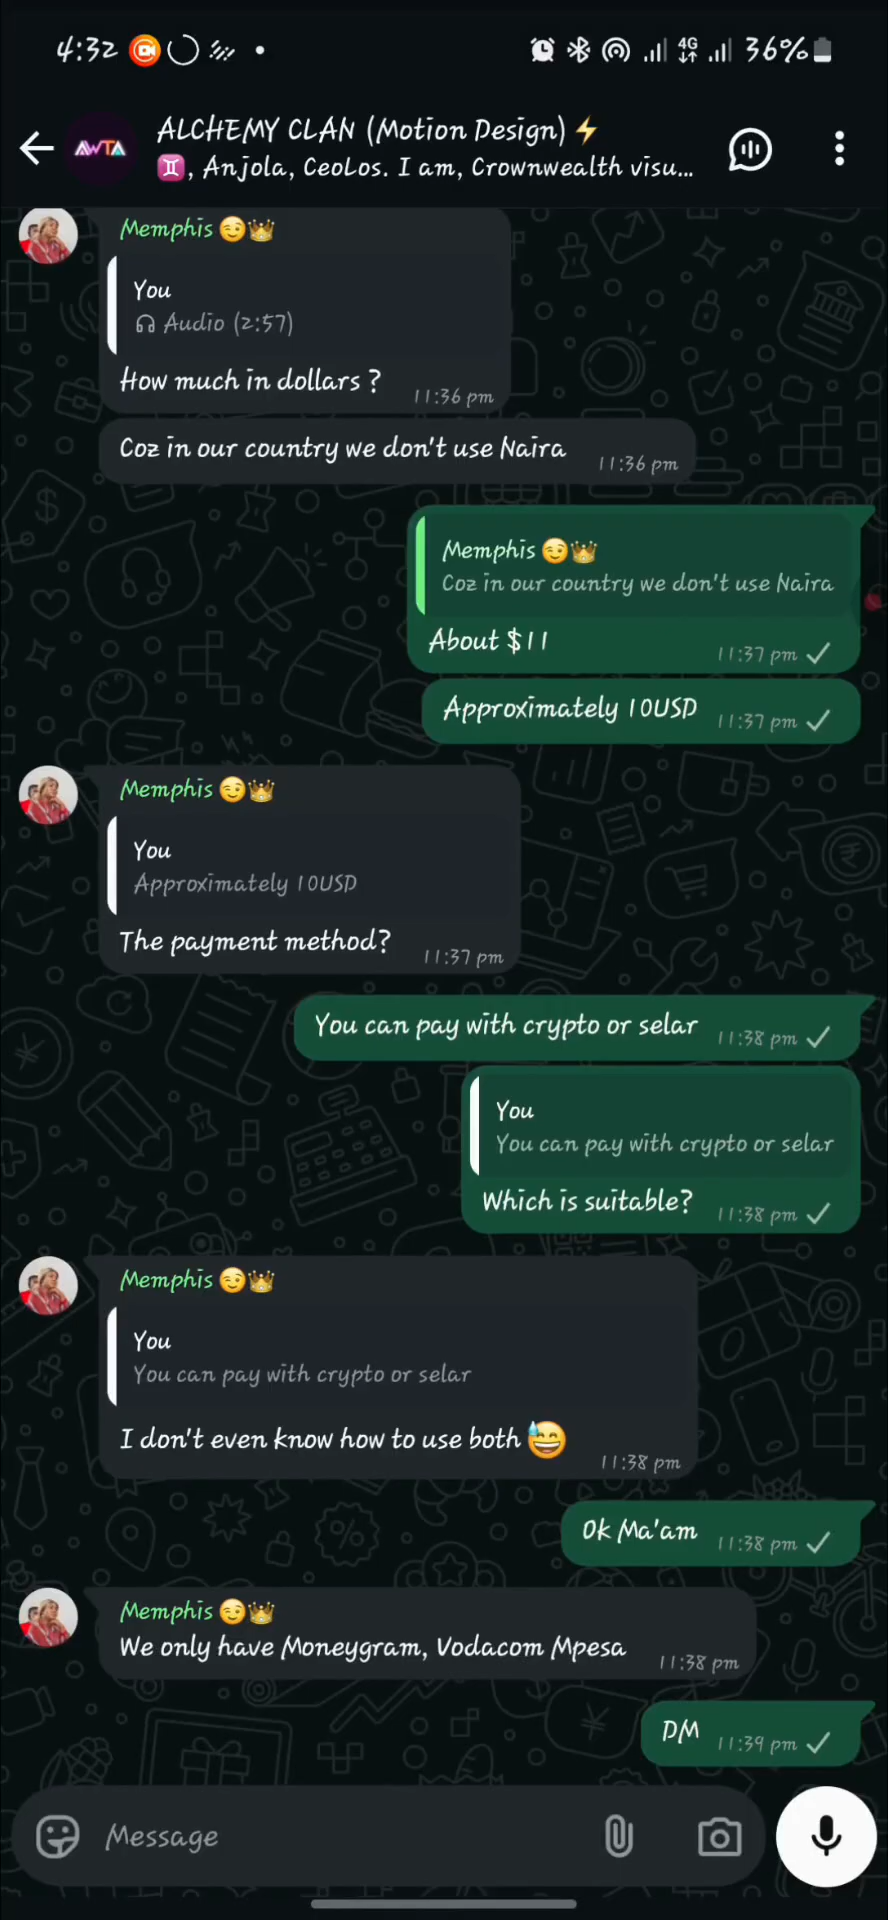 4:32
4G
36%
AWTA
ALCHEMY CLAN (Motion Design) ⚡
♊, Anjola, CeoLos. I am, Crownwealth visu...
Memphis 😉👑
You
Audio (2:57)
How much in dollars ?
11:36 pm
Coz in our country we don't use Naira
11:36 pm
Memphis 😉👑
Coz in our country we don't use Naira
About $11
11:37 pm
Approximately 10USD
11:37 pm
Memphis 😉👑
You
Approximately 10USD
The payment method?
11:37 pm
You can pay with crypto or selar
11:38 pm
You
You can pay with crypto or selar
Which is suitable?
11:38 pm
Memphis 😉👑
You
You can pay with crypto or selar
I don't even know how to use both 😅
11:38 pm
Ok Ma'am
11:38 pm
Memphis 😉👑
We only have Moneygram, Vodacom Mpesa
11:38 pm
DM
11:39 pm
Message